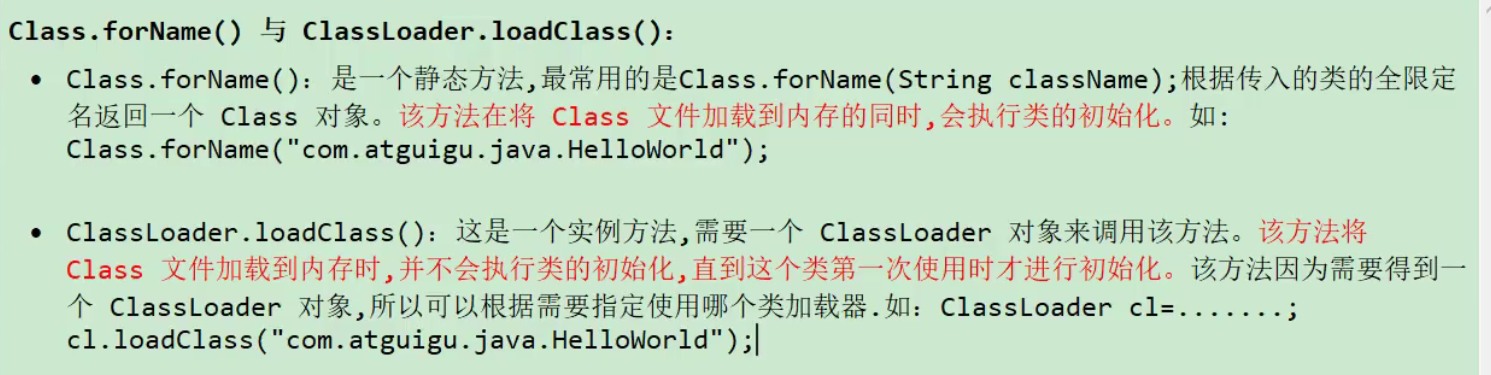 Class.forName() 与 ClassLoader.loadClass():
• Class.forName(): 是一个静态方法,最常用的是Class.forName(String className);根据传入的类的全限定
名返回一个 Class 对象。该方法在将 Class 文件加载到内存的同时,会执行类的初始化。如:
Class.forName("com.atguigu.java.HelloWorld");
• ClassLoader.loadClass(): 这是一个实例方法,需要一个 ClassLoader 对象来调用该方法。该方法将
Class 文件加载到内存时,并不会执行类的初始化,直到这个类第一次使用时才进行初始化。该方法因为需要得到一
个 ClassLoader 对象,所以可以根据需要指定使用哪个类加载器.如: ClassLoader cl=.......;
cl.loadClass("com.atguigu.java.HelloWorld");